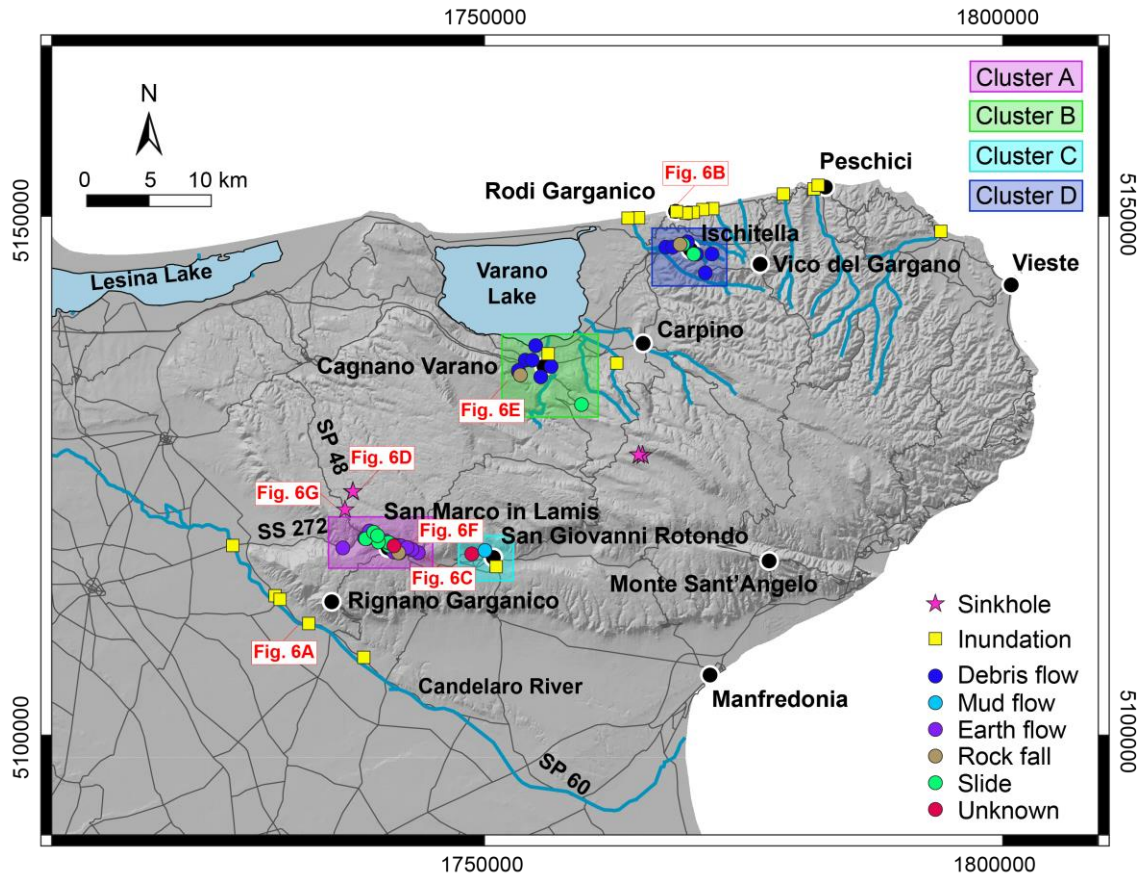 1750000
1800000
Cluster A
Cluster B
Cluster C
Cluster D
N
0 5 10 km
Peschici
Fig. 6B
Rodi Garganico
5150000
5150000
Ischitella
Lesina Lake
Varano
Lake
Vico del Gargano
Vieste
Carpino
Cagnano Varano
Fig. 6E
SP 48
Fig. 6D
Fig. 6G
San Marco in Lamis
Fig. 6F
SS 272
San Giovanni Rotondo
Fig. 6C
Monte Sant'Angelo
Rignano Garganico
Fig. 6A
Candelaro River
Manfredonia
SP 60
Sinkhole
Inundation
Debris flow
Mud flow
Earth flow
Rock fall
Slide
Unknown
5100000
5100000
1750000
1800000